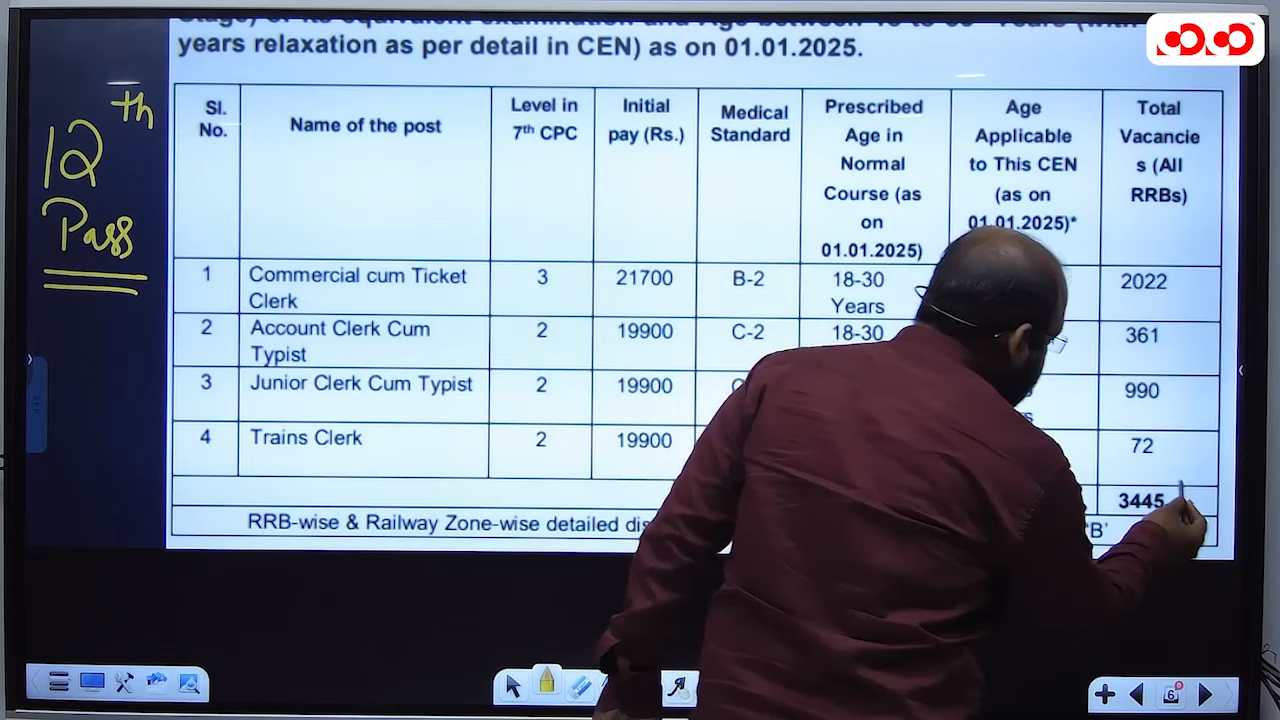 years relaxation as per detail in CEN) as on 01.01.2025.
12th
Pass
Sl. No.
Name of the post
Level in 7th CPC
Initial pay (Rs.)
Medical Standard
Prescribed Age in Normal Course (as on 01.01.2025)
Age Applicable to This CEN (as on 01.01.2025)*
Total Vacancie s (All RRBs)
1 Commercial cum Ticket Clerk 3 21700 B-2 18-30 Years 2022
2 Account Clerk Cum Typist 2 19900 C-2 18-30 361
3 Junior Clerk Cum Typist 2 19900 990
4 Trains Clerk 2 19900 72
3445
RRB-wise & Railway Zone-wise detailed 'B'
6